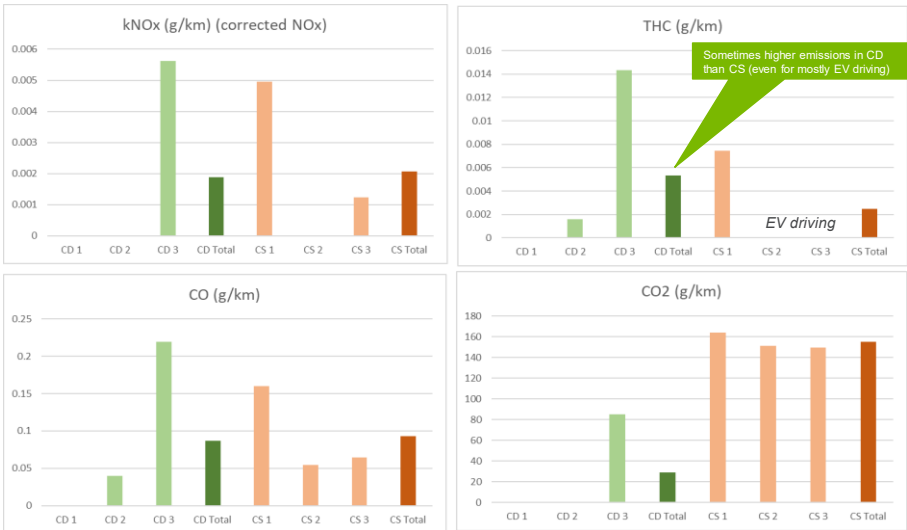 kNOx (g/km) (corrected NOx)
0.006
0.005
0.004
0.003
0.002
0.001
0
CD 1 CD 2 CD 3 CD Total CS 1 CS 2 CS 3 CS Total
THC (g/km)
Sometimes higher emissions in CD
than CS (even for mostly EV driving)
0.016
0.014
0.012
0.01
0.008
0.006
0.004
0.002
0
EV driving
CD 1 CD 2 CD 3 CD Total CS 1 CS 2 CS 3 CS Total
CO (g/km)
0.25
0.2
0.15
0.1
0.05
0
CD 1 CD 2 CD 3 CD Total CS 1 CS 2 CS 3 CS Total
CO2 (g/km)
180
160
140
120
100
80
60
40
20
0
CD 1 CD 2 CD 3 CD Total CS 1 CS 2 CS 3 CS Total